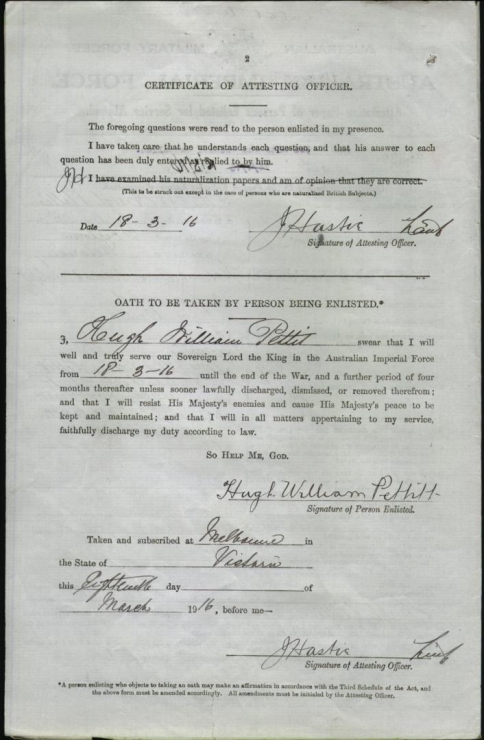 2
CERTIFICATE OF ATTESTING OFFICER.
The foregoing questions were read to the person enlisted in my presence.
I have taken care that he understands each question, and that his answer to each
question has been duly entered as replied to by him.
I have examined his naturalization papers and am of opinion that they are correct.
(This to be struck out except in the case of persons who are naturalized British Subjects.)
Date 18-3-16 J Hastie Lieut
Signature of Attesting Officer.
OATH TO BE TAKEN BY PERSON BEING ENLISTED.*
I, Hugh William Pettit swear that I will
well and truly serve our Sovereign Lord the King in the Australian Imperial Force
from 18-3-16 until the end of the War, and a further period of four
months thereafter unless sooner lawfully discharged, dismissed, or removed therefrom;
and that I will resist His Majesty's enemies and cause His Majesty's peace to be
kept and maintained; and that I will in all matters appertaining to my service,
faithfully discharge my duty according to law.
SO HELP ME, GOD.
Hugh William Pettitt
Signature of Person Enlisted.
Taken and subscribed at Melbourne in
the State of Victoria
this Eighteenth day of
March 1916, before me—
J Hastie Lieut
Signature of Attesting Officer.
*A person enlisting who objects to taking an oath may make an affirmation in accordance with the Third Schedule of the Act, and
the above form must be amended accordingly. All amendments must be initialed by the Attesting Officer.